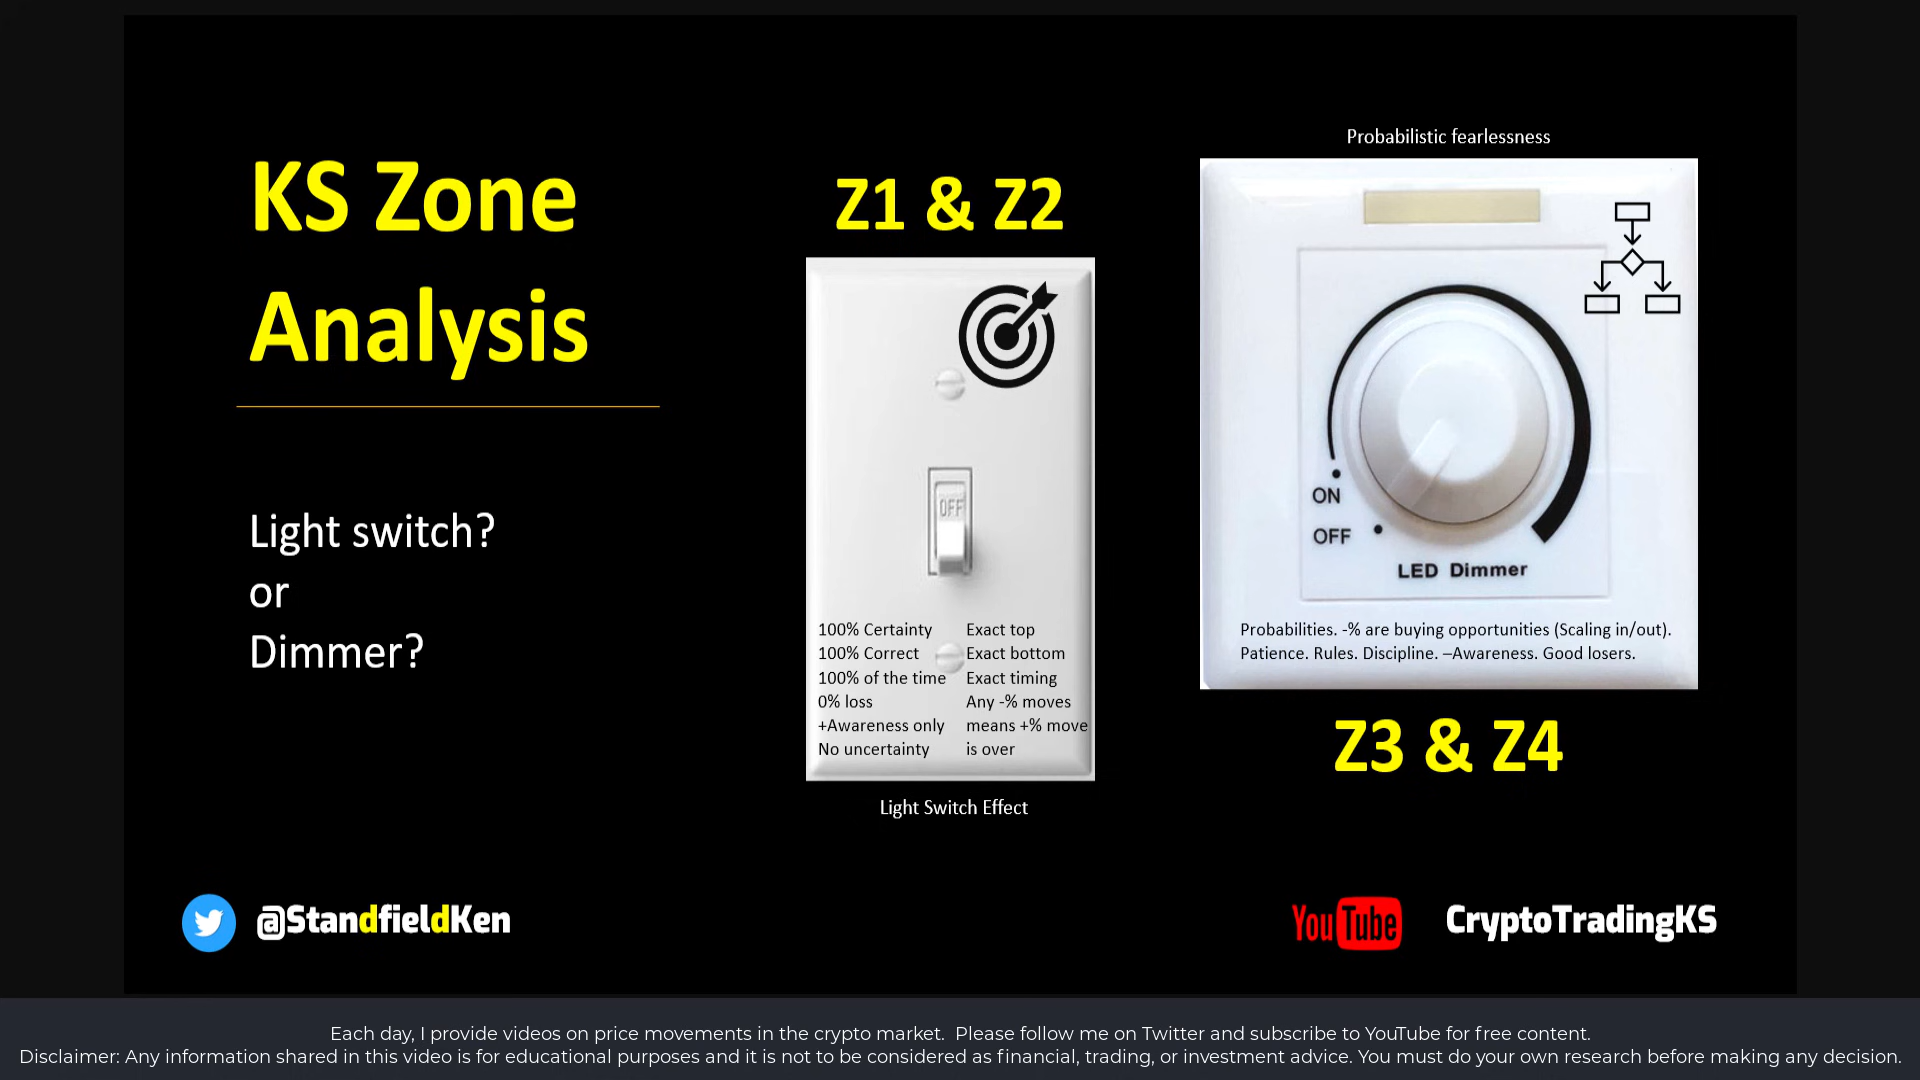 KS Zone
Analysis
Light switch?
or
Dimmer?
Z1 & Z2
OFF
100% Certainty
100% Correct
100% of the time
0% loss
+Awareness only
No uncertainty
Exact top
Exact bottom
Exact timing
Any -% moves
means +% move
is over
Light Switch Effect
Probabilistic fearlessness
ON
OFF
LED Dimmer
Probabilities. -% are buying opportunities (Scaling in/out).
Patience. Rules. Discipline. –Awareness. Good losers.
Z3 & Z4
@StandfieldKen
YouTube
CryptoTradingKS
Each day, I provide videos on price movements in the crypto market.  Please follow me on Twitter and subscribe to YouTube for free content.
Disclaimer: Any information shared in this video is for educational purposes and it is not to be considered as financial, trading, or investment advice. You must do your own research before making any decision.